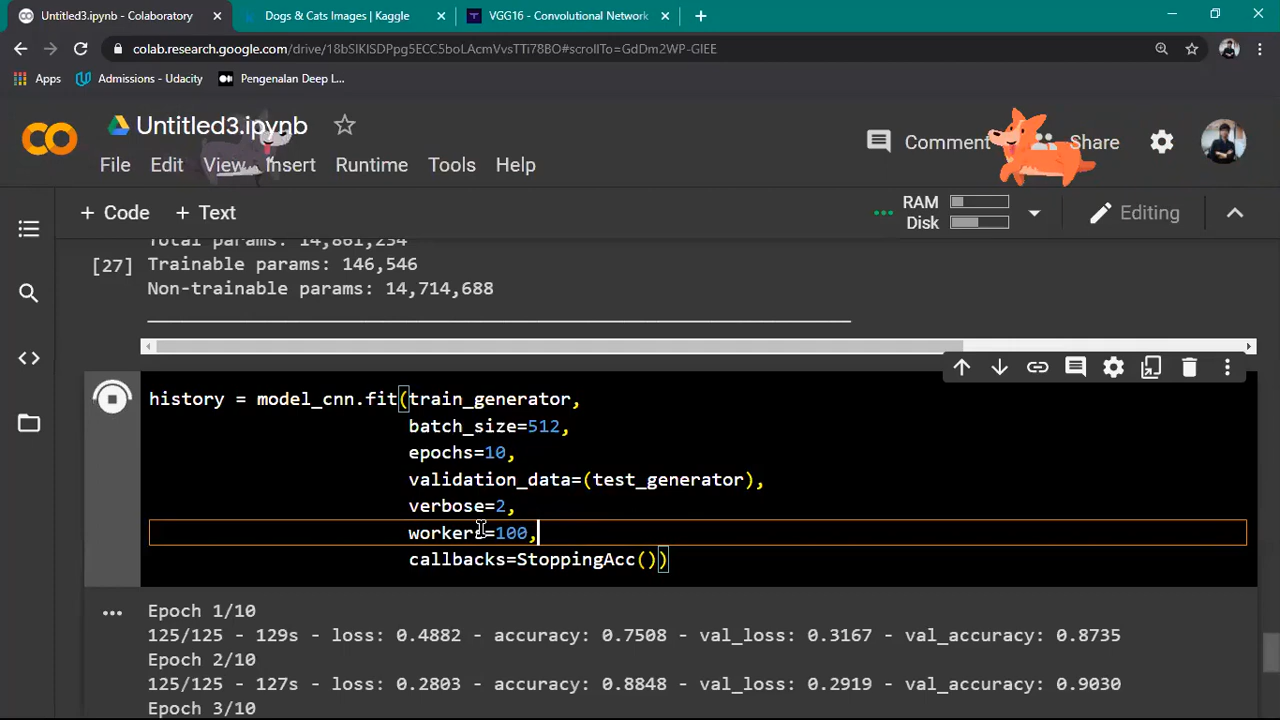 Untitled3.ipynb - Colaboratory
Dogs & Cats Images | Kaggle
VGG16 - Convolutional Network
colab.research.google.com/drive/18bSIKISDPpg5ECC5boLAcmVvsTTi78BO#scrollTo=GdDm2WP-GIEE
Apps
Admissions - Udacity
Pengenalan Deep L...
Untitled3.ipynb
Comment
Share
File Edit View Insert Runtime Tools Help
+ Code + Text
RAM
Disk
Editing
Total params: 14,861,234
[27]
Trainable params: 146,546
Non-trainable params: 14,714,688
history = model_cnn.fit(train_generator,
batch_size=512,
epochs=10,
validation_data=(test_generator),
verbose=2,
workers=100,
callbacks=StoppingAcc())
Epoch 1/10
125/125 - 129s - loss: 0.4882 - accuracy: 0.7508 - val_loss: 0.3167 - val_accuracy: 0.8735
Epoch 2/10
125/125 - 127s - loss: 0.2803 - accuracy: 0.8848 - val_loss: 0.2919 - val_accuracy: 0.9030
Epoch 3/10